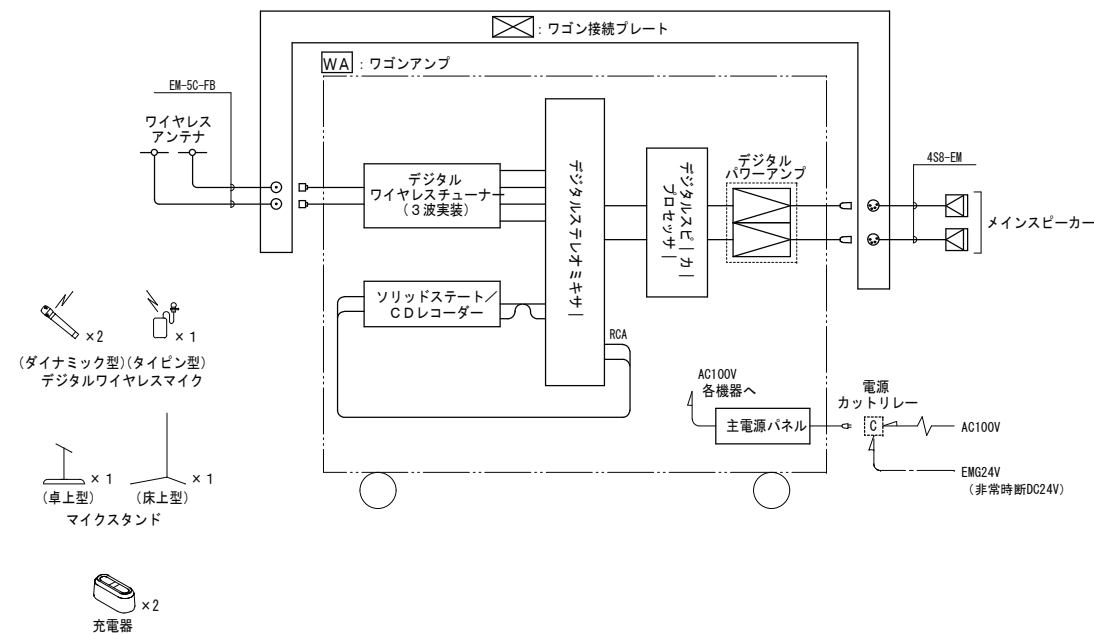 ：ワゴン接続プレート
WA：ワゴンアンプ
EM-5C-FB
ワイヤレス
アンテナ
デジタル
ワイヤレスチューナー
（３波実装）
デジタルステレオミキサー
デジタルスピーカー
プロセッサー
デジタル
パワーアンプ
4S8-EM
メインスピーカー
ソリッドステート／
ＣＤレコーダー
RCA
×2
×1
（ダイナミック型）（タイピン型）
デジタルワイヤレスマイク
AC100V
各機器へ
主電源パネル
電源
カットリレー
C
AC100V
EMG24V
（非常時断DC24V）
×1
×1
（卓上型）
（床上型）
マイクスタンド
×2
充電器